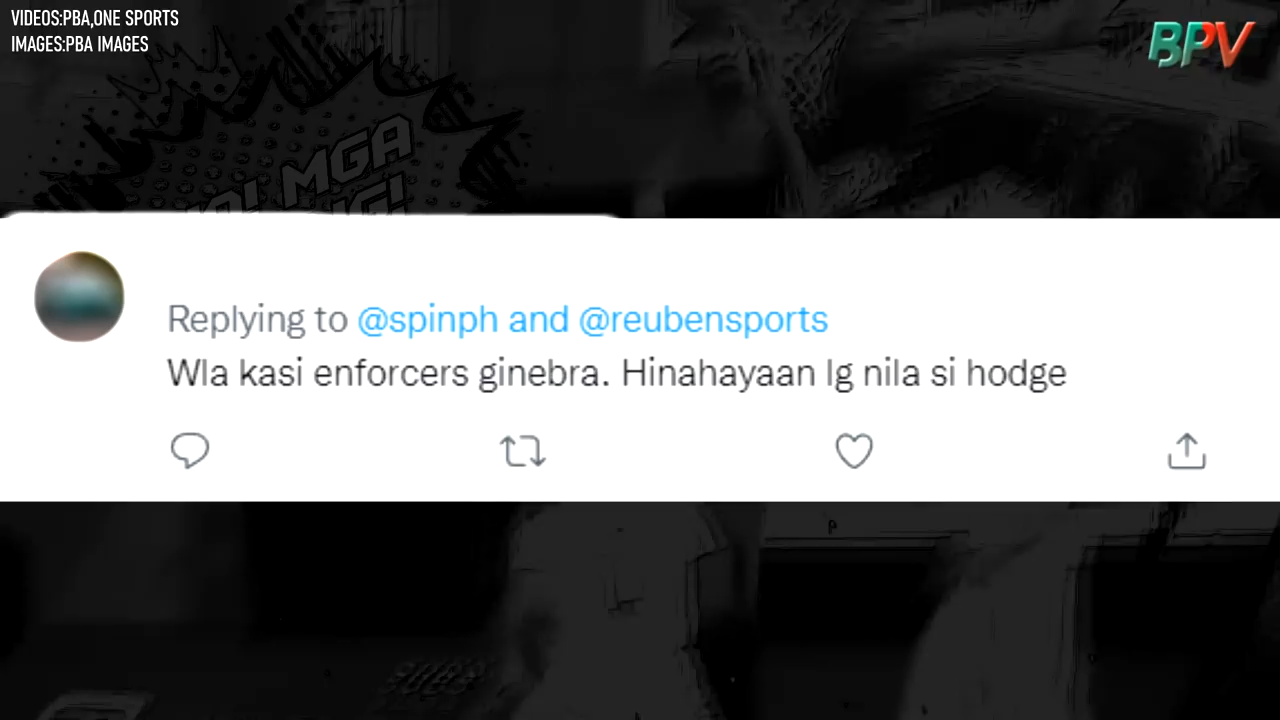 VIDEOS:PBA,ONE SPORTS
IMAGES:PBA IMAGES
BPV
MGA
Replying to @spinph and @reubensports
Wla kasi enforcers ginebra. Hinahayaan lg nila si hodge